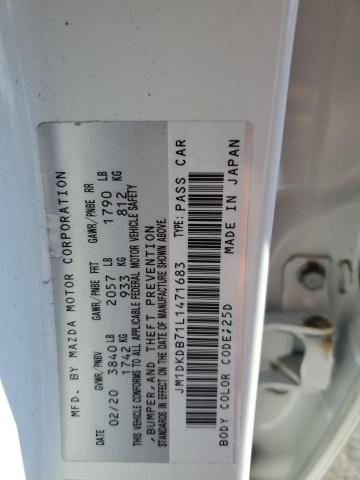 MFD. BY MAZDA MOTOR CORPORATION
DATE GVWR/PNBV GAWR/PNBE FRT GAWR/PNBE RR
02/20 3840 LB 2057 LB 1790 LB
1742 KG 933 KG 812 KG
THIS VEHICLE CONFORMS TO ALL APPLICABLE FEDERAL MOTOR VEHICLE SAFETY
,BUMPER,AND THEFT PREVENTION
STANDARDS IN EFFECT ON THE DATE OF MANUFACTURE SHOWN ABOVE.
JM1DKDB71L1471683 TYPE:PASS CAR
BODY COLOR CODE:25D MADE IN JAPAN